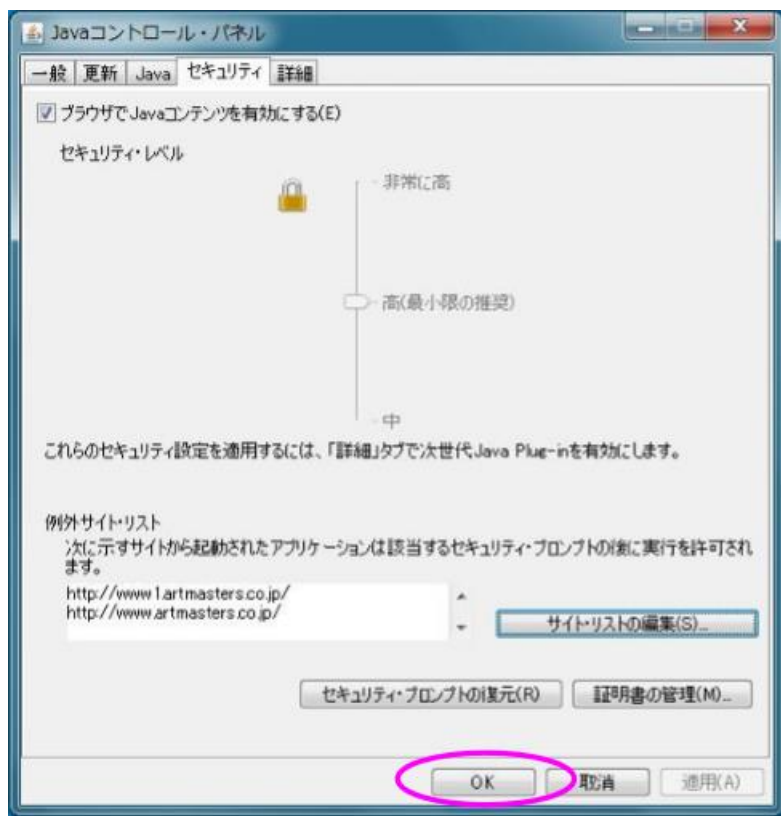 Javaコントロール・パネル
一般 更新 Java セキュリティ 詳細
ブラウザでJavaコンテンツを有効にする(E)
セキュリティ・レベル
非常に高
高(最小限の推奨)
中
これらのセキュリティ設定を適用するには、「詳細」タブで次世代Java Plug-inを有効にします。
例外サイト・リスト
次に示すサイトから起動されたアプリケーションは該当するセキュリティ・プロンプトの後に実行を許可され
ます。
http://www1.artmasters.co.jp/
http://www.artmasters.co.jp/
サイト・リストの編集(S)...
セキュリティ・プロンプトの復元(R) 証明書の管理(M)...
OK 取消 適用(A)